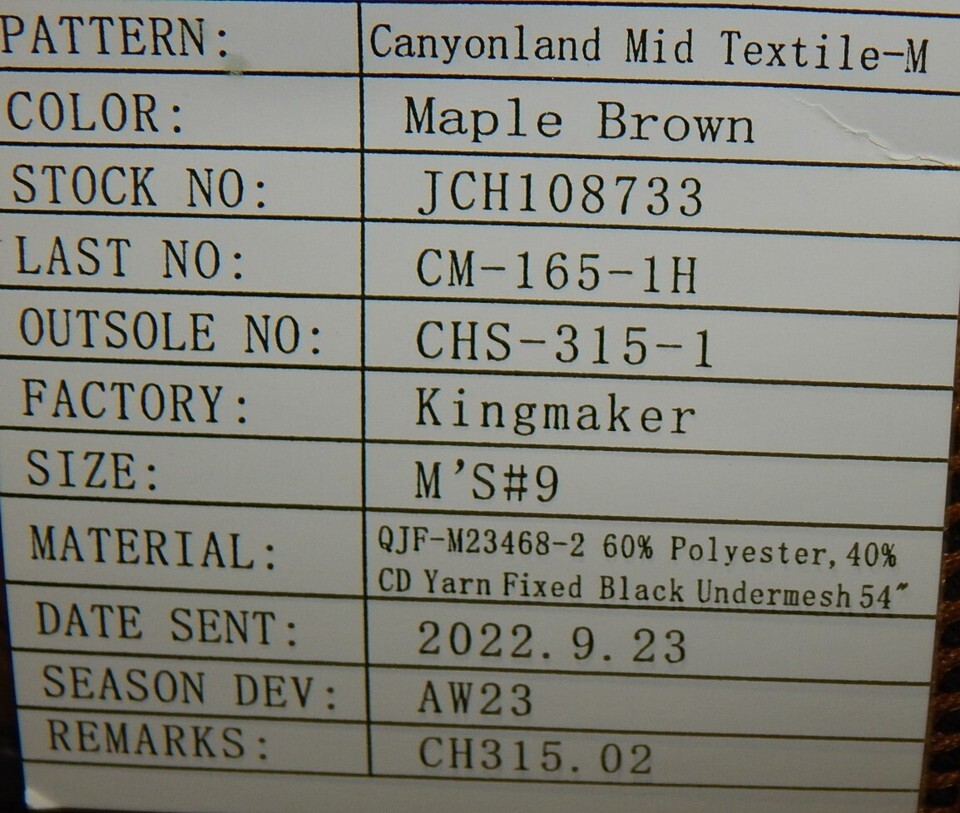 PATTERN: Canyonland Mid Textile-M
COLOR: Maple Brown
STOCK NO: JCH108733
LAST NO: CM-165-1H
OUTSOLE NO: CHS-315-1
FACTORY: Kingmaker
SIZE: M'S#9
MATERIAL: QJF-M23468-2 60% Polyester, 40%
CD Yarn Fixed Black Undermesh 54″
DATE SENT: 2022.9.23
SEASON DEV: AW23
REMARKS: CH315.02